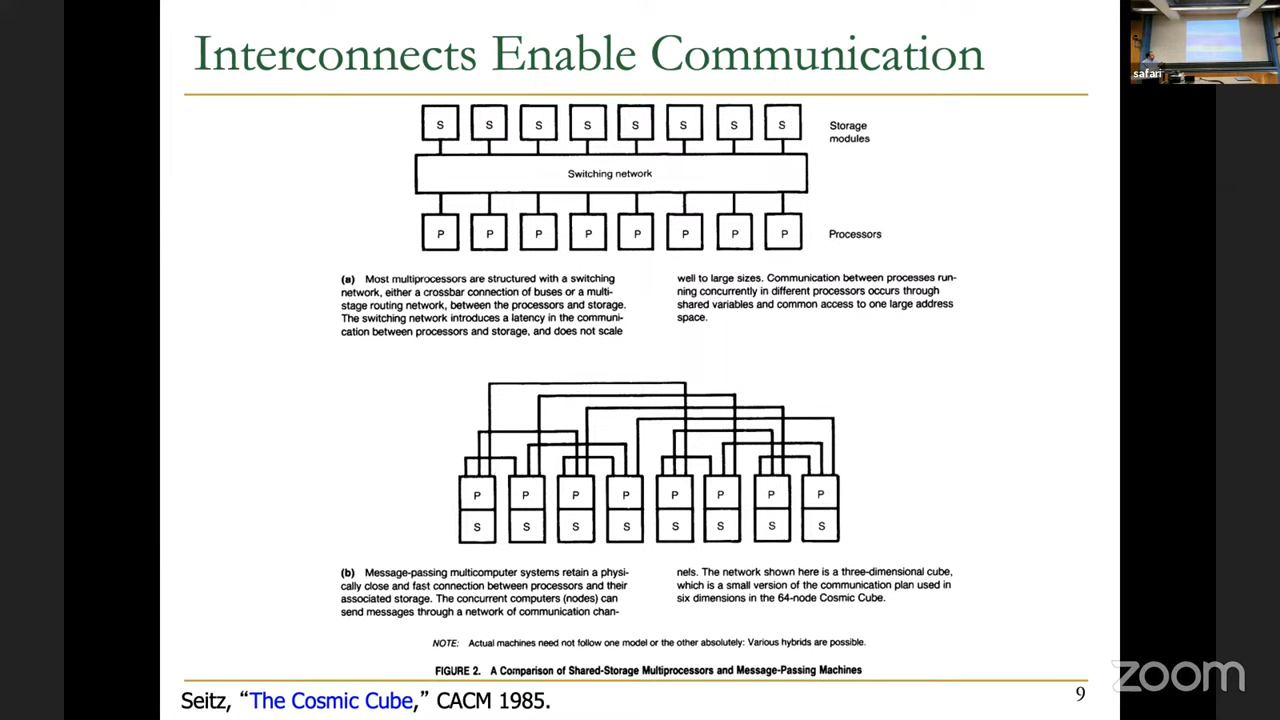 Interconnects Enable Communication
safari
S S S S S S S S
Storage
modules
Switching network
P P P P P P P P
Processors
(a) Most multiprocessors are structured with a switching
network, either a crossbar connection of buses or a multi-
stage routing network, between the processors and storage.
The switching network introduces a latency in the communi-
cation between processors and storage, and does not scale
well to large sizes. Communication between processes run-
ning concurrently in different processors occurs through
shared variables and common access to one large address
space.
P P P P P P P P
S S S S S S S S
(b) Message-passing multicomputer systems retain a physi-
cally close and fast connection between processors and their
associated storage. The concurrent computers (nodes) can
send messages through a network of communication chan-
nels. The network shown here is a three-dimensional cube,
which is a small version of the communication plan used in
six dimensions in the 64-node Cosmic Cube.
NOTE: Actual machines need not follow one model or the other absolutely: Various hybrids are possible.
FIGURE 2. A Comparison of Shared-Storage Multiprocessors and Message-Passing Machines
Seitz, “The Cosmic Cube,” CACM 1985.
9
zoom